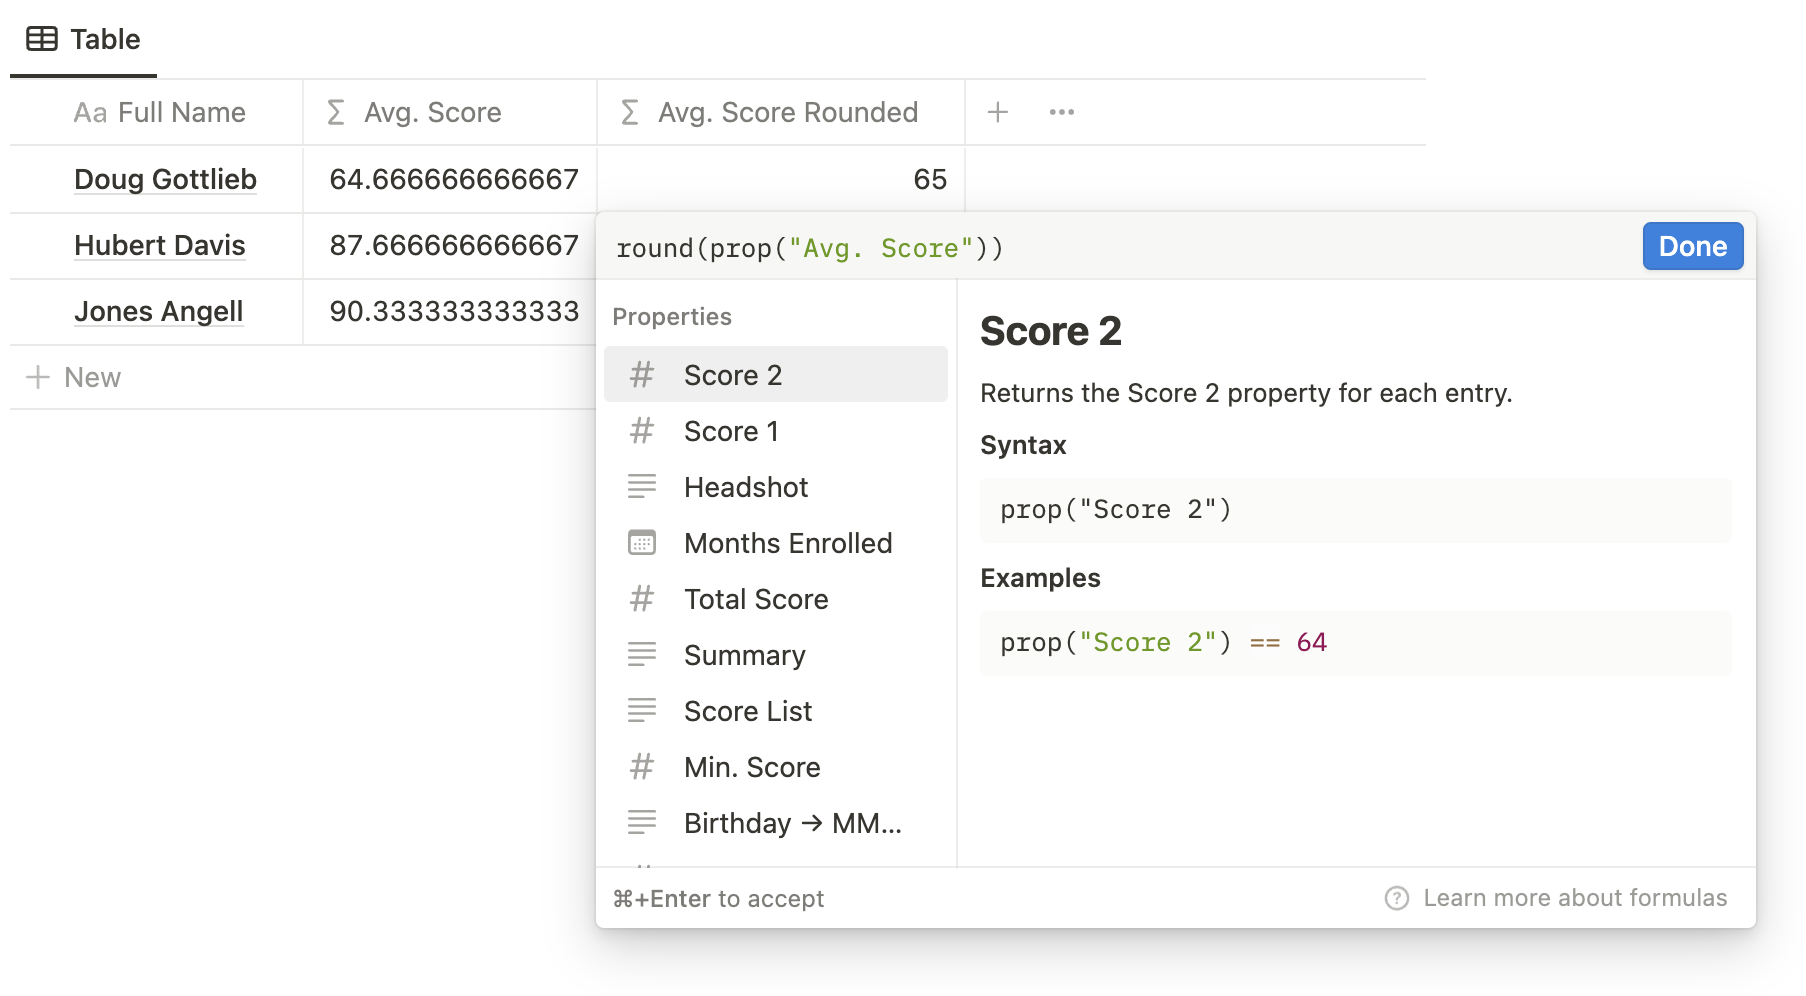 Table
Aa Full Name
Σ Avg. Score
Σ Avg. Score Rounded
+ •••
Doug Gottlieb 64.666666666667 65
Hubert Davis 87.666666666667
Jones Angell 90.333333333333
+ New
round(prop("Avg. Score"))
Done
Properties
# Score 2
# Score 1
Headshot
Months Enrolled
# Total Score
Summary
Score List
# Min. Score
Birthday → MM...
⌘+Enter to accept
Score 2
Returns the Score 2 property for each entry.
Syntax
prop("Score 2")
Examples
prop("Score 2") == 64
? Learn more about formulas